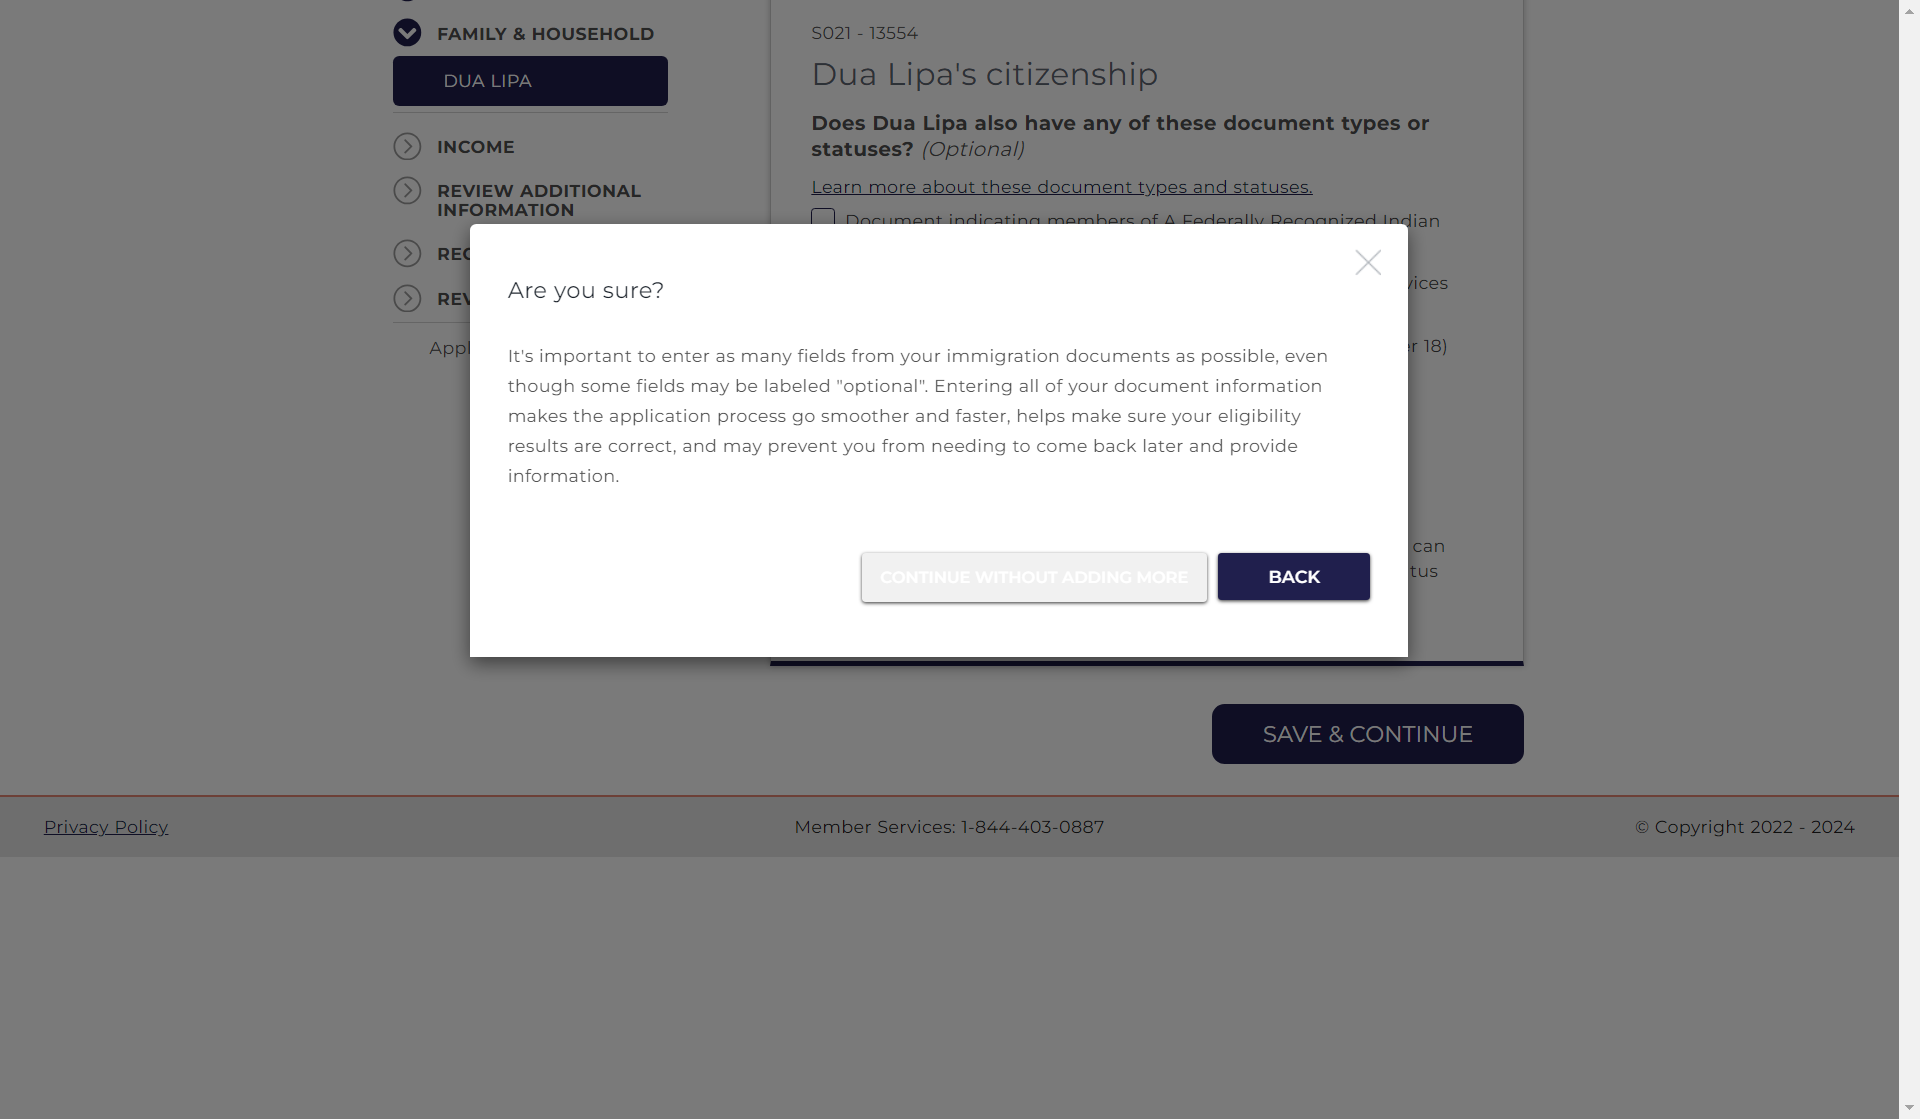 FAMILY & HOUSEHOLD
DUA LIPA
INCOME
REVIEW ADDITIONAL
INFORMATION
S021 - 13554
Dua Lipa's citizenship
Does Dua Lipa also have any of these document types or
statuses? (Optional)
Learn more about these document types and statuses.
Document indicating members of A Federally Recognized Indian
18)
can
Are you sure?
It's important to enter as many fields from your immigration documents as possible, even
though some fields may be labeled "optional". Entering all of your document information
makes the application process go smoother and faster, helps make sure your eligibility
results are correct, and may prevent you from needing to come back later and provide
information.
CONTINUE WITHOUT ADDING MORE
BACK
SAVE & CONTINUE
Privacy Policy
Member Services: 1-844-403-0887
© Copyright 2022 - 2024